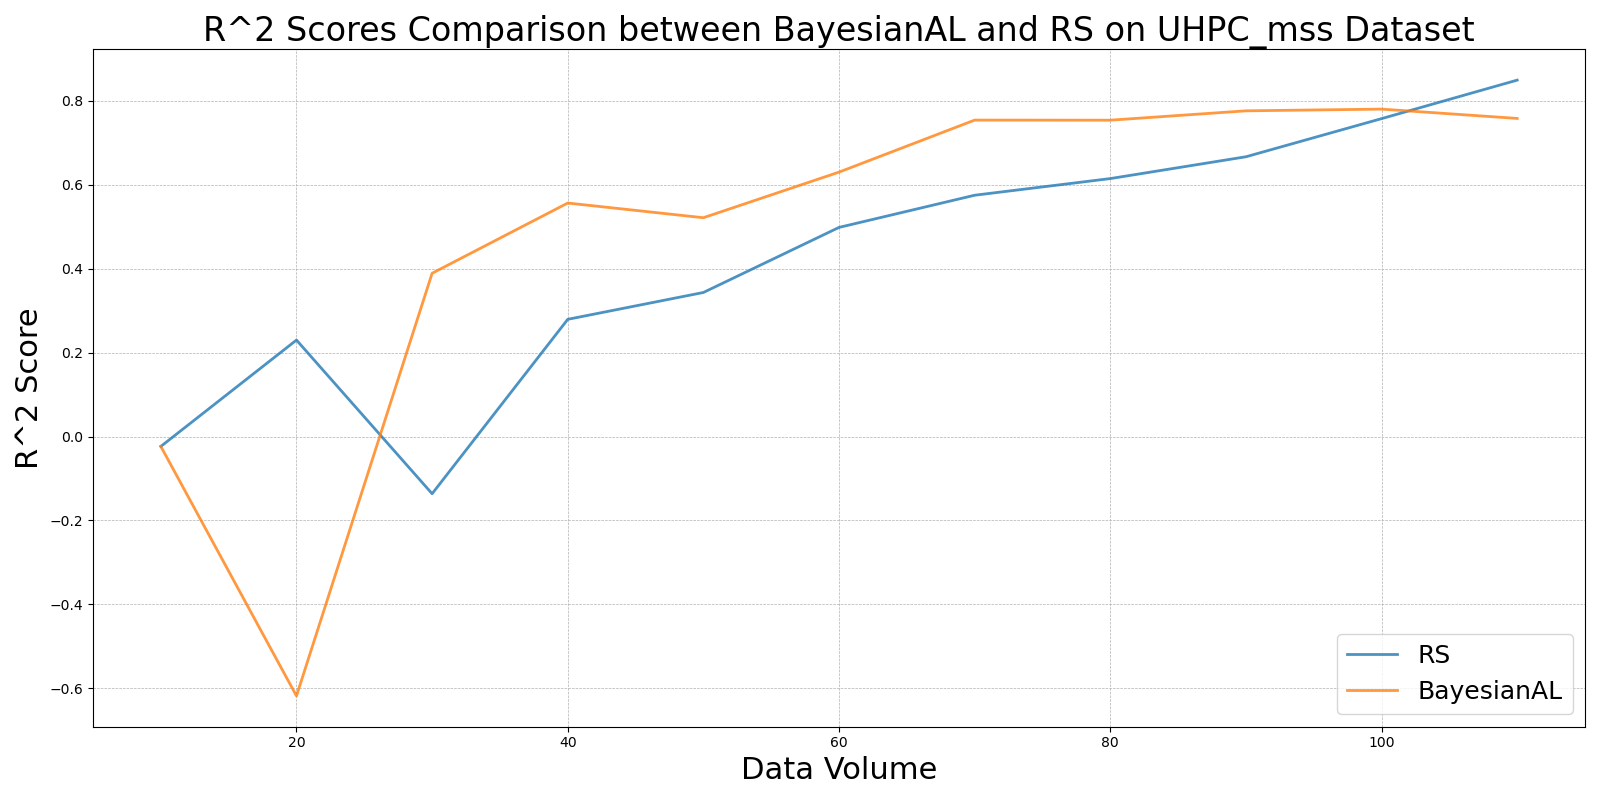 R^2 Scores Comparison between BayesianAL and RS on UHPC_mss Dataset
R^2 Score
0.8
0.6
0.4
0.2
0.0
−0.2
−0.4
−0.6
20 40 60 80 100
Data Volume
RS
BayesianAL